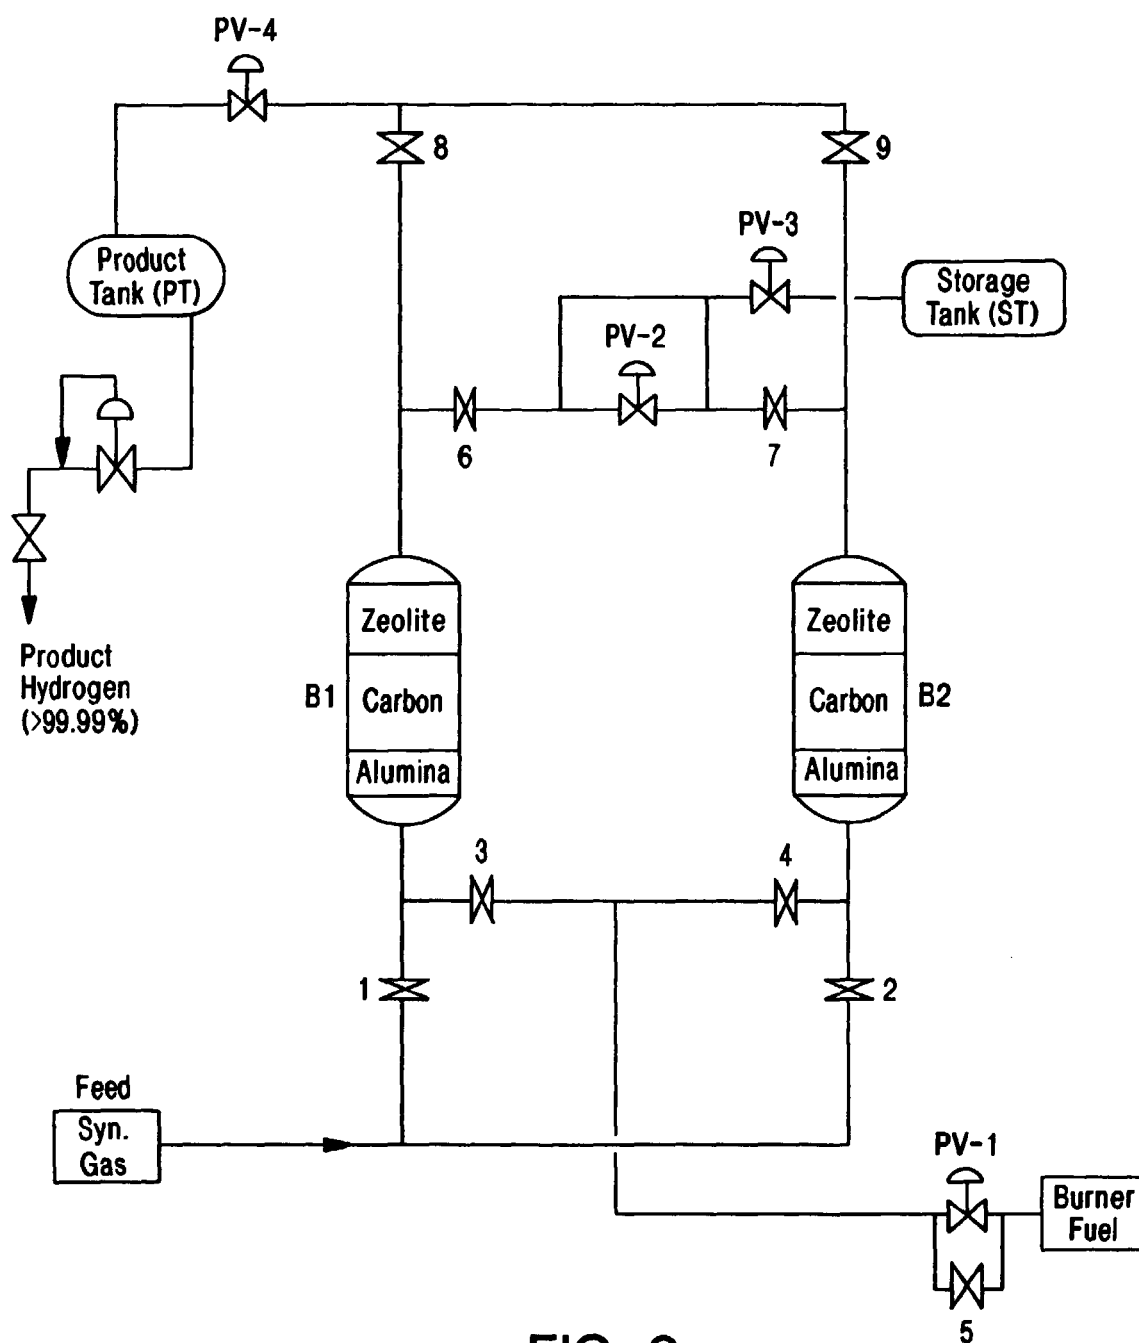 PV-4
8
9
PV-3
Product
Tank (PT)
Storage
Tank (ST)
PV-2
6
7
Product
Hydrogen
(>99.99%)
Zeolite
Zeolite
B1
Carbon
Carbon
B2
Alumina
Alumina
3
4
1
2
Feed
Syn.
Gas
PV-1
Burner
Fuel
5